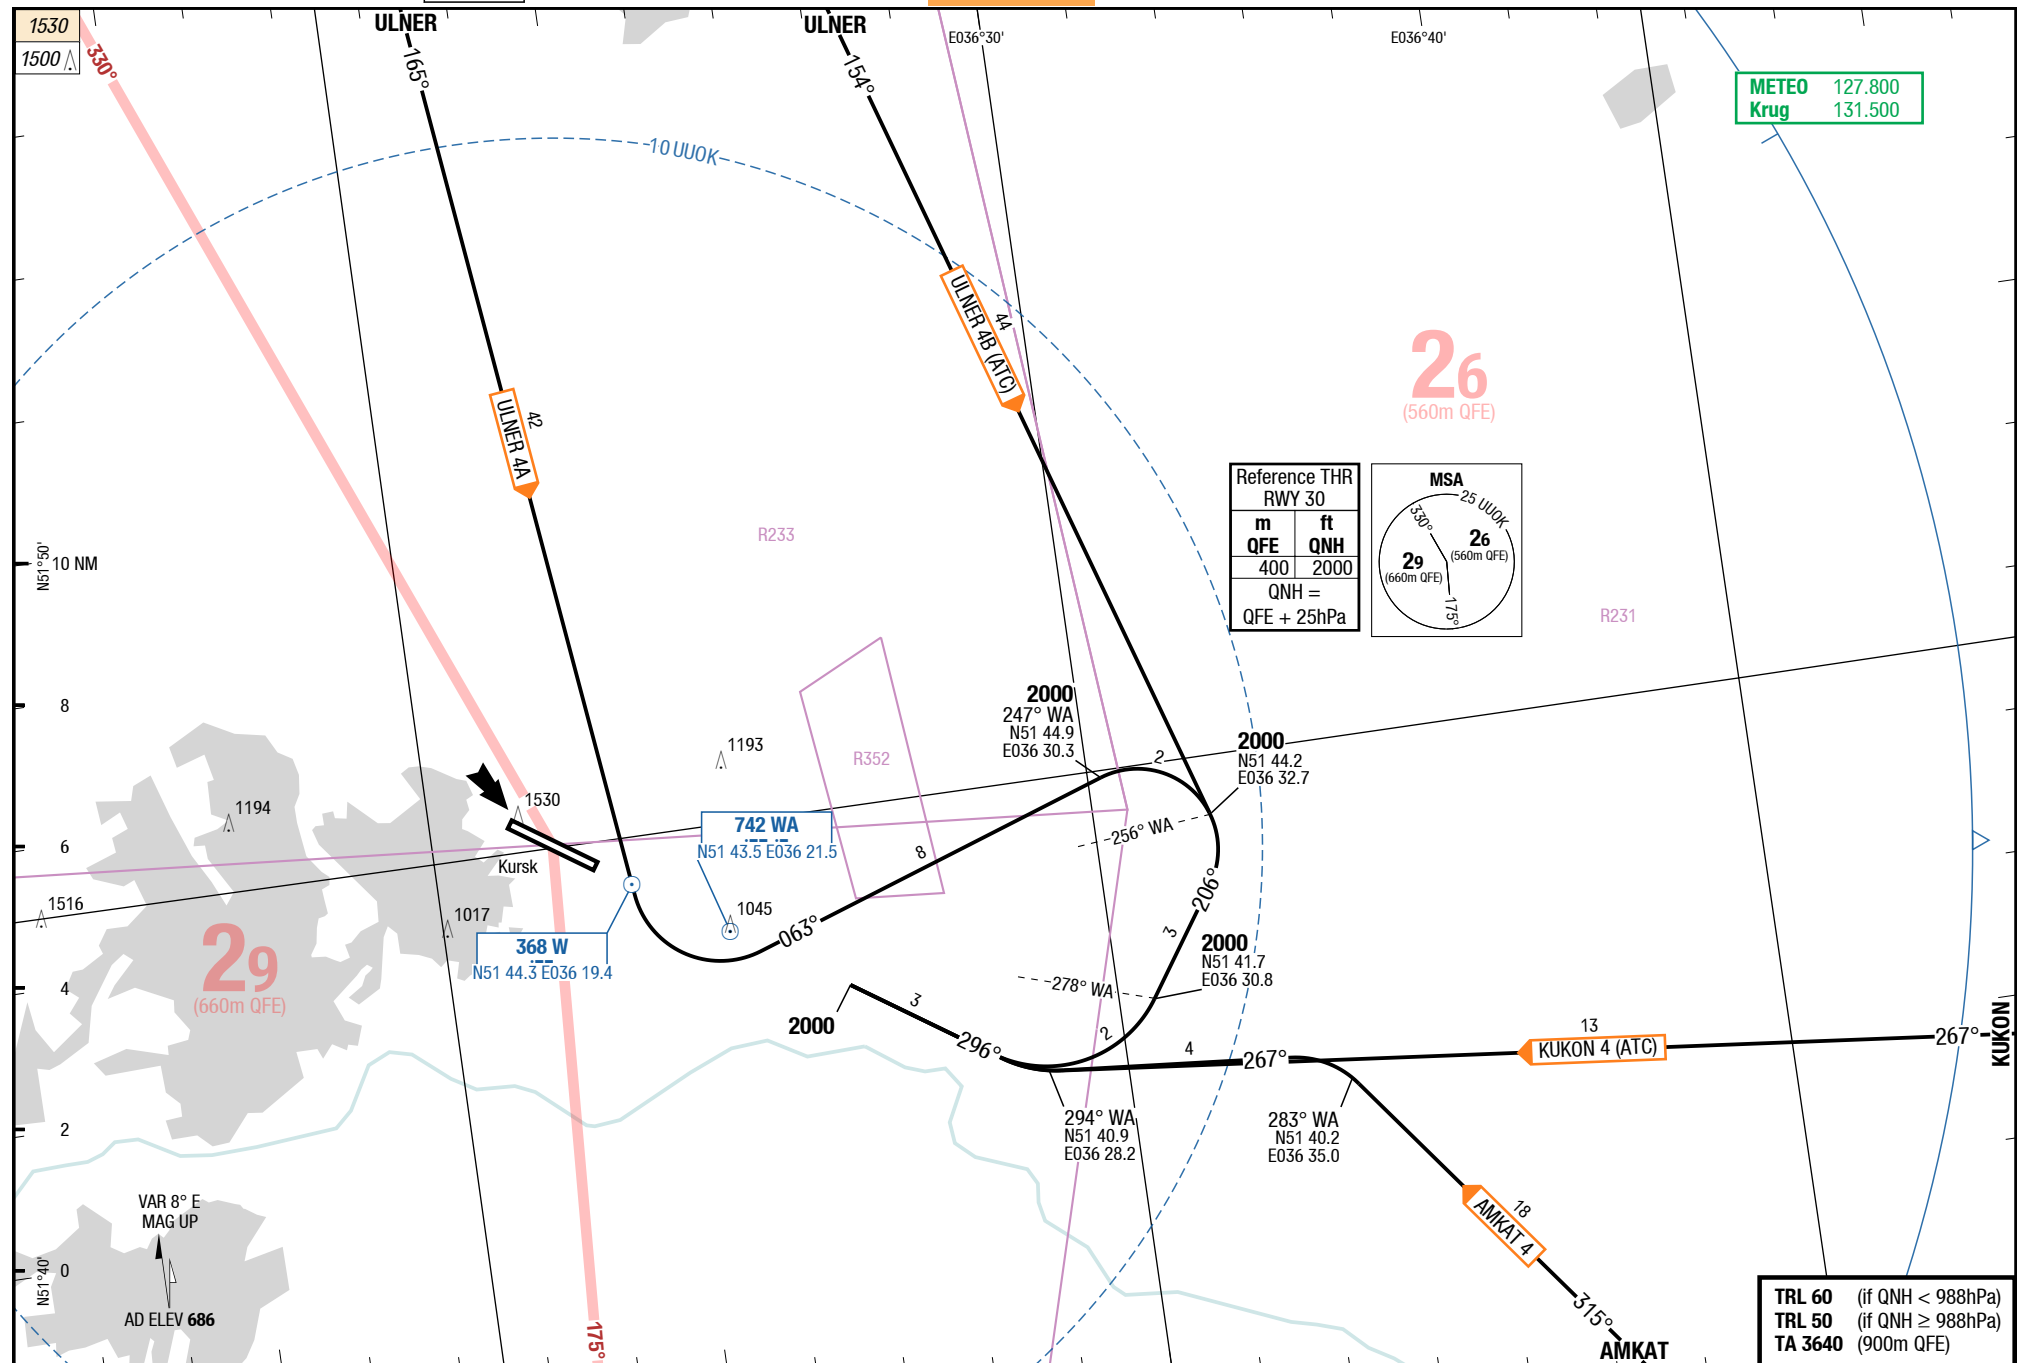 1530
1500
330°
ULNER
165°
ULNER
154°
E036°30'
E036°40'
METEO 127.800
Krug 131.500
10 UUOK
ULNER 4B (ATC)
44
ULNER 4A
42
26
(560m QFE)
Reference THR
RWY 30
m ft
QFE QNH
400 2000
QNH =
QFE + 25hPa
MSA
25 UUOK
330°
26
(560m QFE)
29
(660m QFE)
175°
R233
R231
N51°50'
10 NM
8
6
4
2
0
N51°40'
2000
247° WA
N51 44.9
E036 30.3
2
2000
N51 44.2
E036 32.7
R352
1193
1194
1530
Kursk
1516
1017
742 WA
N51 43.5 E036 21.5
1045
8
256° WA
063°
206°
3
368 W
N51 44.3 E036 19.4
29
(660m QFE)
2000
N51 41.7
E036 30.8
278° WA
3
2000
296°
2
4
267°
13
KUKON 4 (ATC)
267°
KUKON
294° WA
N51 40.9
E036 28.2
283° WA
N51 40.2
E036 35.0
VAR 8° E
MAG UP
AD ELEV 686
18
AMKAT 4
315°
AMKAT
175°
TRL 60 (if QNH < 988hPa)
TRL 50 (if QNH ≥ 988hPa)
TA 3640 (900m QFE)